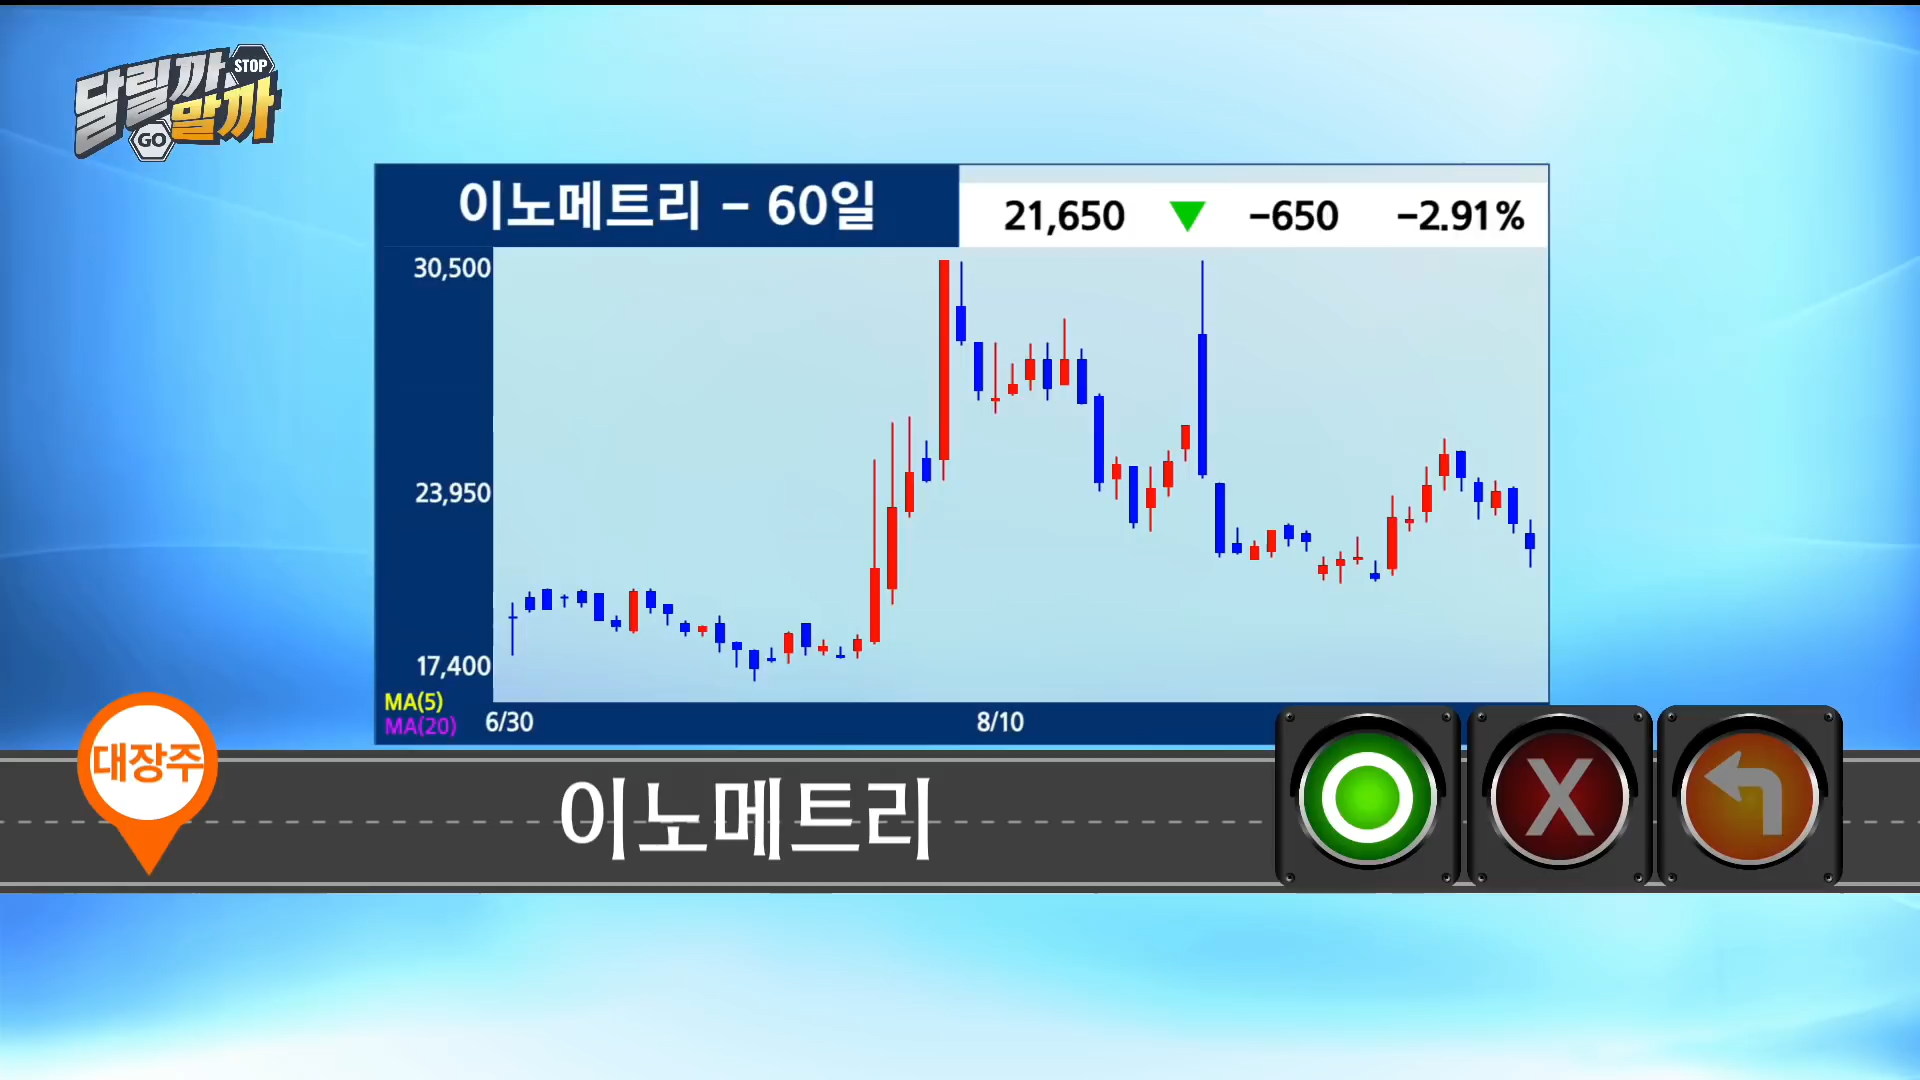 달릴까 STOP
GO 말까
이노메트리 - 60일
21,650 ▼ -650 -2.91%
30,500
23,950
17,400
MA(5)
MA(20)
6/30
8/10
대장주
이노메트리
O X